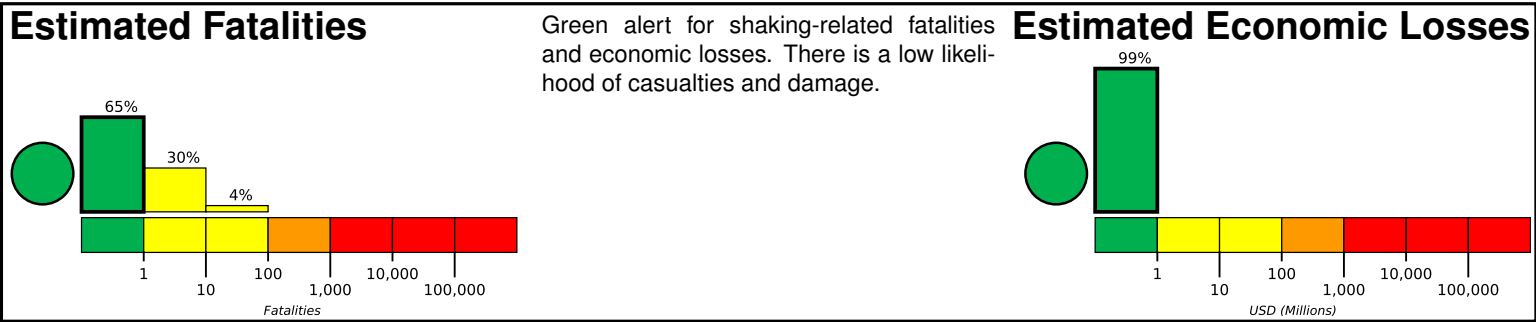 Estimated Fatalities
65%
30%
4%
1
10
100
1,000
10,000
100,000
Fatalities
Green alert for shaking-related fatalities
and economic losses. There is a low likeli-
hood of casualties and damage.
Estimated Economic Losses
99%
1
10
100
1,000
10,000
100,000
USD (Millions)